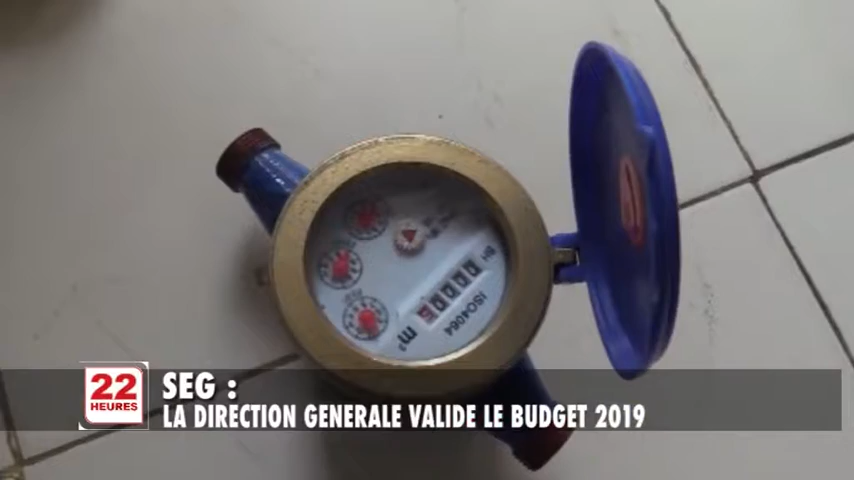 ISO4064
m³
22
HEURES
SEG :
LA DIRECTION GENERALE VALIDE LE BUDGET 2019